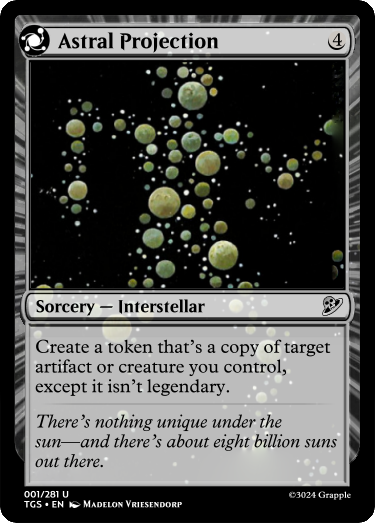 Astral Projection 4
Sorcery — Interstellar
Create a token that's a copy of target
artifact or creature you control,
except it isn't legendary.
There's nothing unique under the
sun—and there's about eight billion suns
out there.
001/281 U
TGS • EN Madelon Vriesendorp
©3024 Grapple